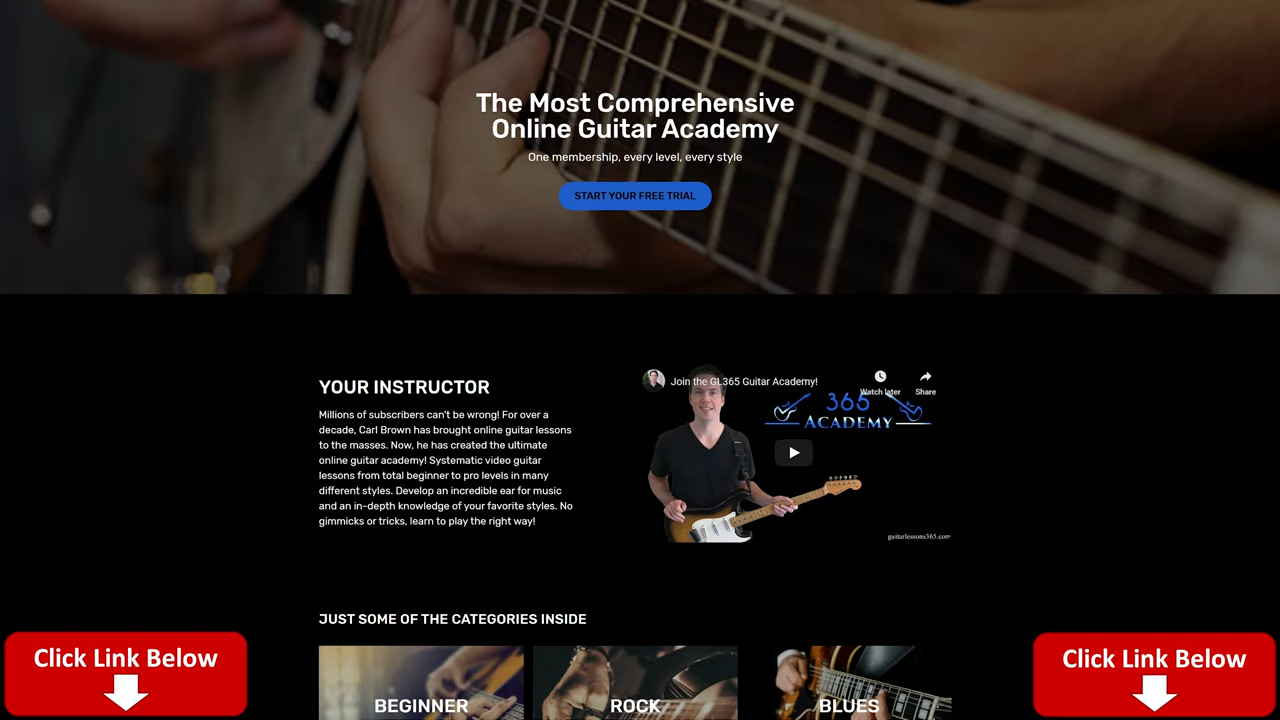 The Most Comprehensive
Online Guitar Academy
One membership, every level, every style
START YOUR FREE TRIAL
YOUR INSTRUCTOR
Millions of subscribers can't be wrong! For over a
decade, Carl Brown has brought online guitar lessons
to the masses. Now, he has created the ultimate
online guitar academy! Systematic video guitar
lessons from total beginner to pro levels in many
different styles. Develop an incredible ear for music
and an in-depth knowledge of your favorite styles. No
gimmicks or tricks, learn to play the right way!
Join the GL365 Guitar Academy!
Watch later
Share
365
ACADEMY
guitarlessons365.com
JUST SOME OF THE CATEGORIES INSIDE
BEGINNER
ROCK
BLUES
Click Link Below
Click Link Below